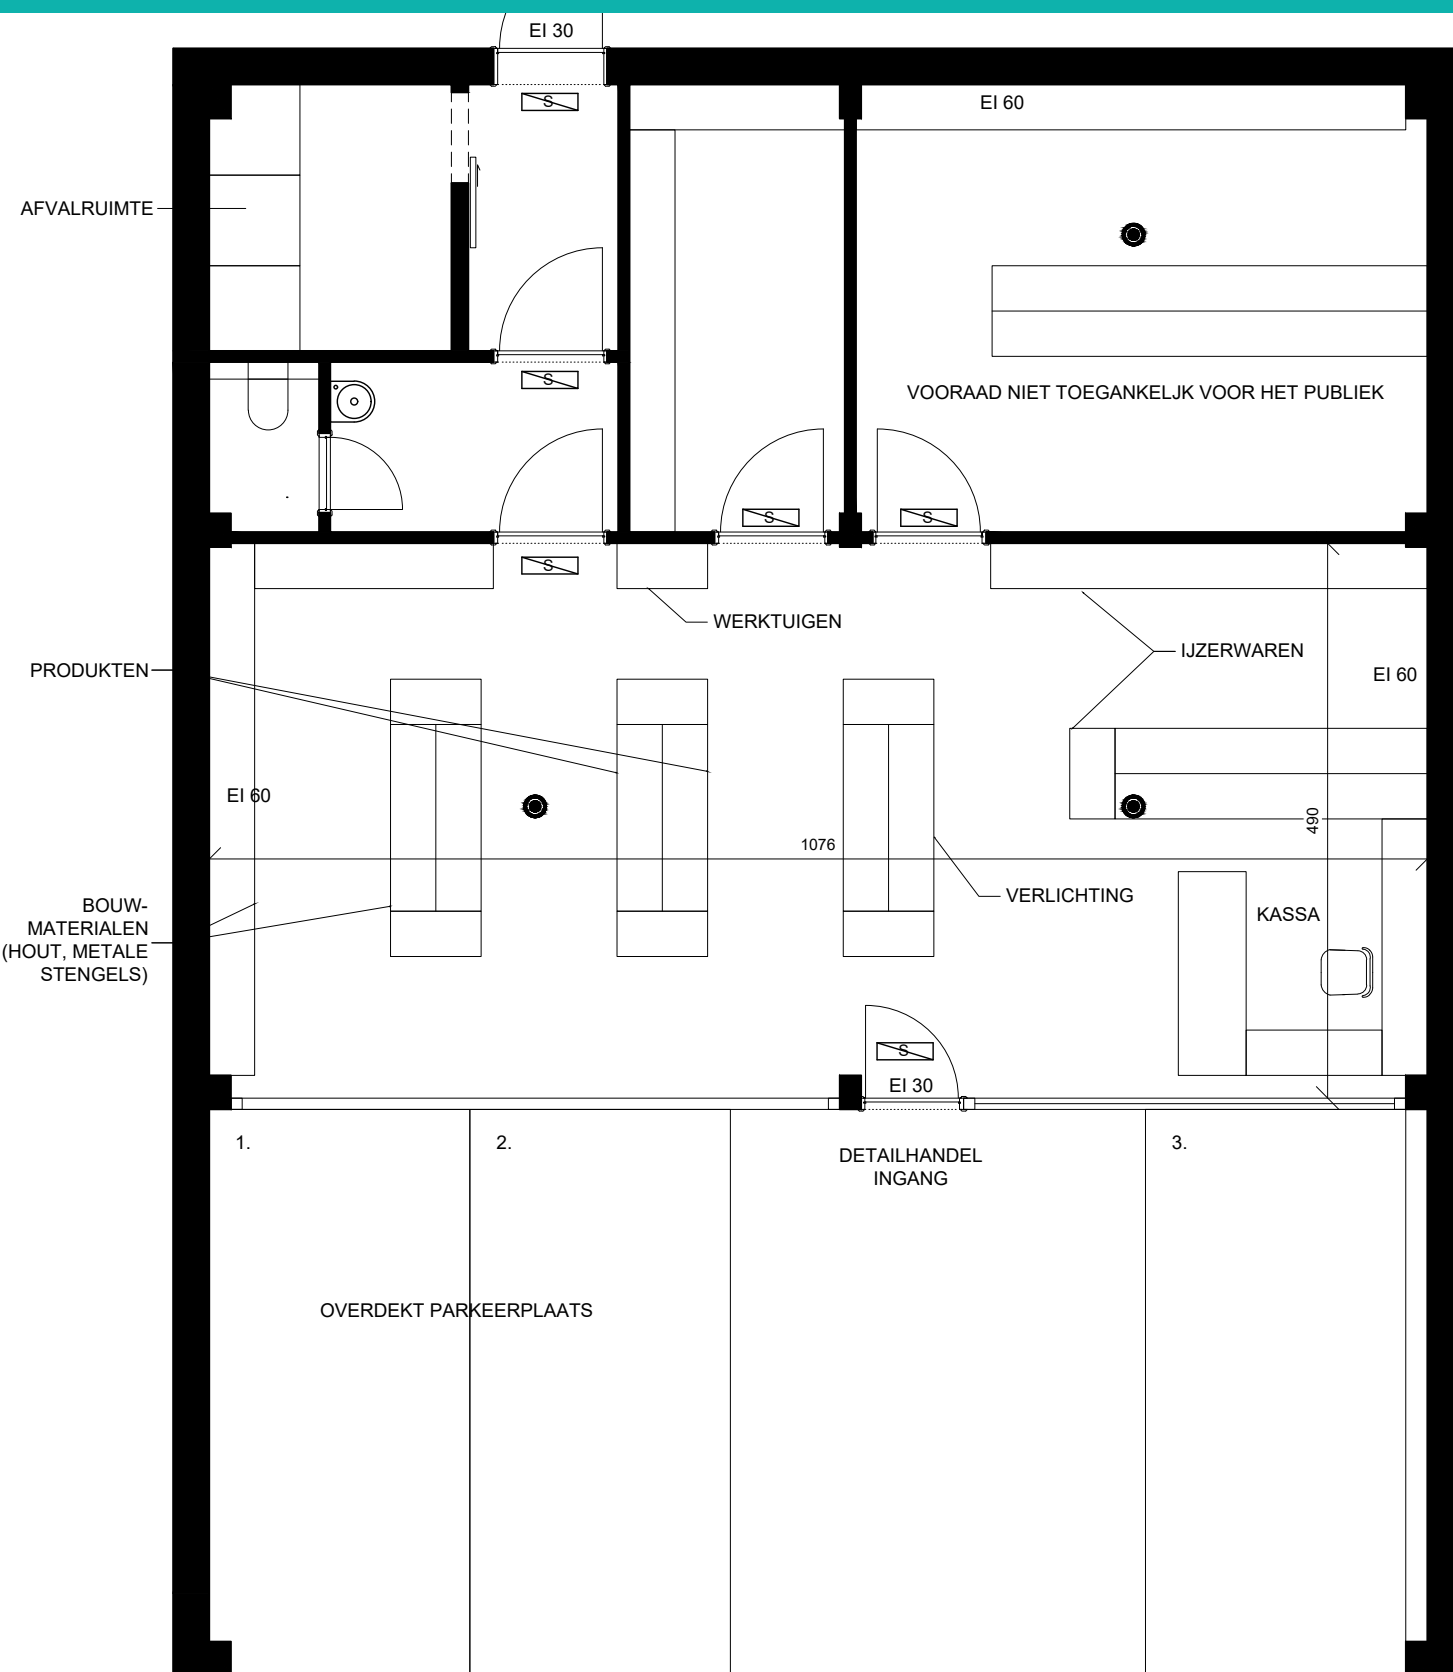 EI 30
S
EI 60
AFVALRUIMTE
S
VOORAAD NIET TOEGANKELJK VOOR HET PUBLIEK
S
S
S
WERKTUIGEN
IJZERWAREN
PRODUKTEN
EI 60
EI 60
490
1076
VERLICHTING
BOUW-
MATERIALEN
(HOUT, METALE
STENGELS)
KASSA
S
EI 30
1.
2.
DETAILHANDEL
INGANG
3.
OVERDEKT PARKEERPLAATS